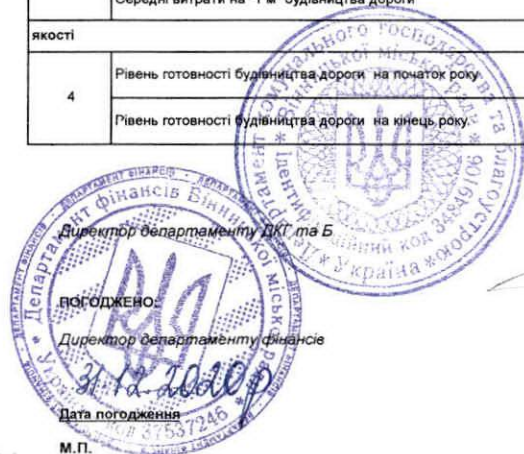 Середні витрати на 1 м² будівництва дороги
якості
Рівень готовності будівництва дороги на початок року
4
Рівень готовності будівництва дороги на кінець року.
Департамент комунального господарства та благоустрою
Вінницької міської ради
Ідентифікаційний код 34849106
Україна
Департамент фінансів Вінницької міської ради
Україна
код 37537246
Директор департаменту ДКГ та Б
ПОГОДЖЕНО:
Директор департаменту фінансів
31.12.2020р
Дата погодження
М.П.